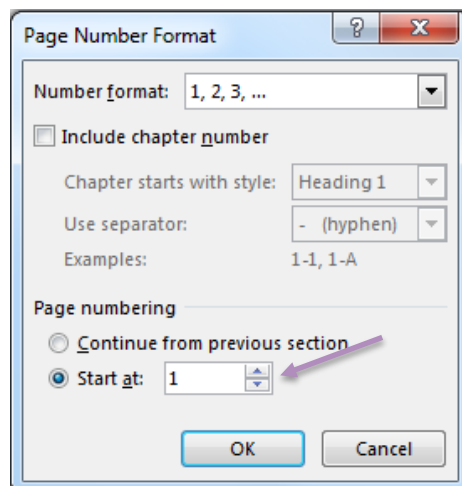 Page Number Format
Number format: 1, 2, 3, ...
Include chapter number
Chapter starts with style: Heading 1
Use separator: - (hyphen)
Examples: 1-1, 1-A
Page numbering
Continue from previous section
Start at: 1
OK Cancel